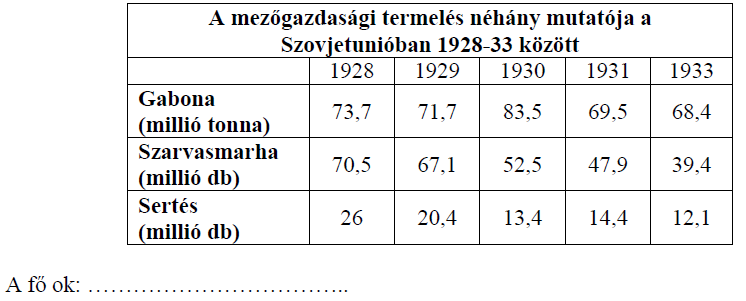 A mezőgazdasági termelés néhány mutatója a
Szovjetunióban 1928-33 között
1928 1929 1930 1931 1933
Gabona
(millió tonna) 73,7 71,7 83,5 69,5 68,4
Szarvasmarha
(millió db) 70,5 67,1 52,5 47,9 39,4
Sertés
(millió db) 26 20,4 13,4 14,4 12,1
A fő ok: ……………………………..